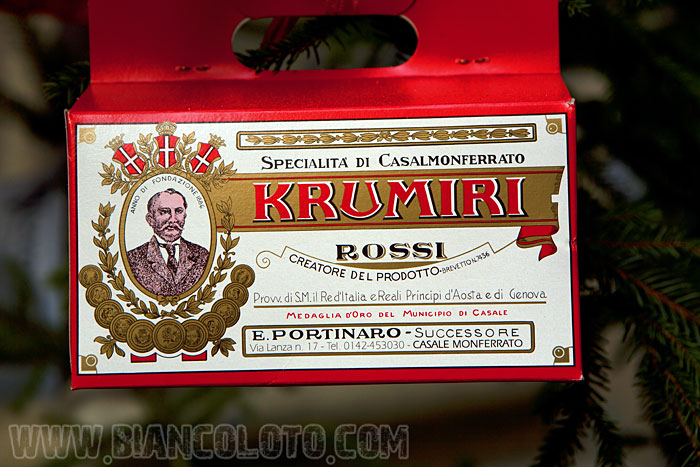 SPECIALITÀ DI CASALMONFERRATO
KRUMIRI
ANNO DI FONDAZIONE 1864
ROSSI
CREATORE DEL PRODOTTO-BREVETTO N.1456
Provv. di S.M. il Re d'Italia e Reali Principi d'Aosta e di Genova
MEDAGLIA D'ORO DEL MUNICIPIO DI CASALE
E. PORTINARO - SUCCESSORE
Via Lanza n. 17 - Tel. 0142-453030 - CASALE MONFERRATO
WWW.BIANCOLOTO.COM